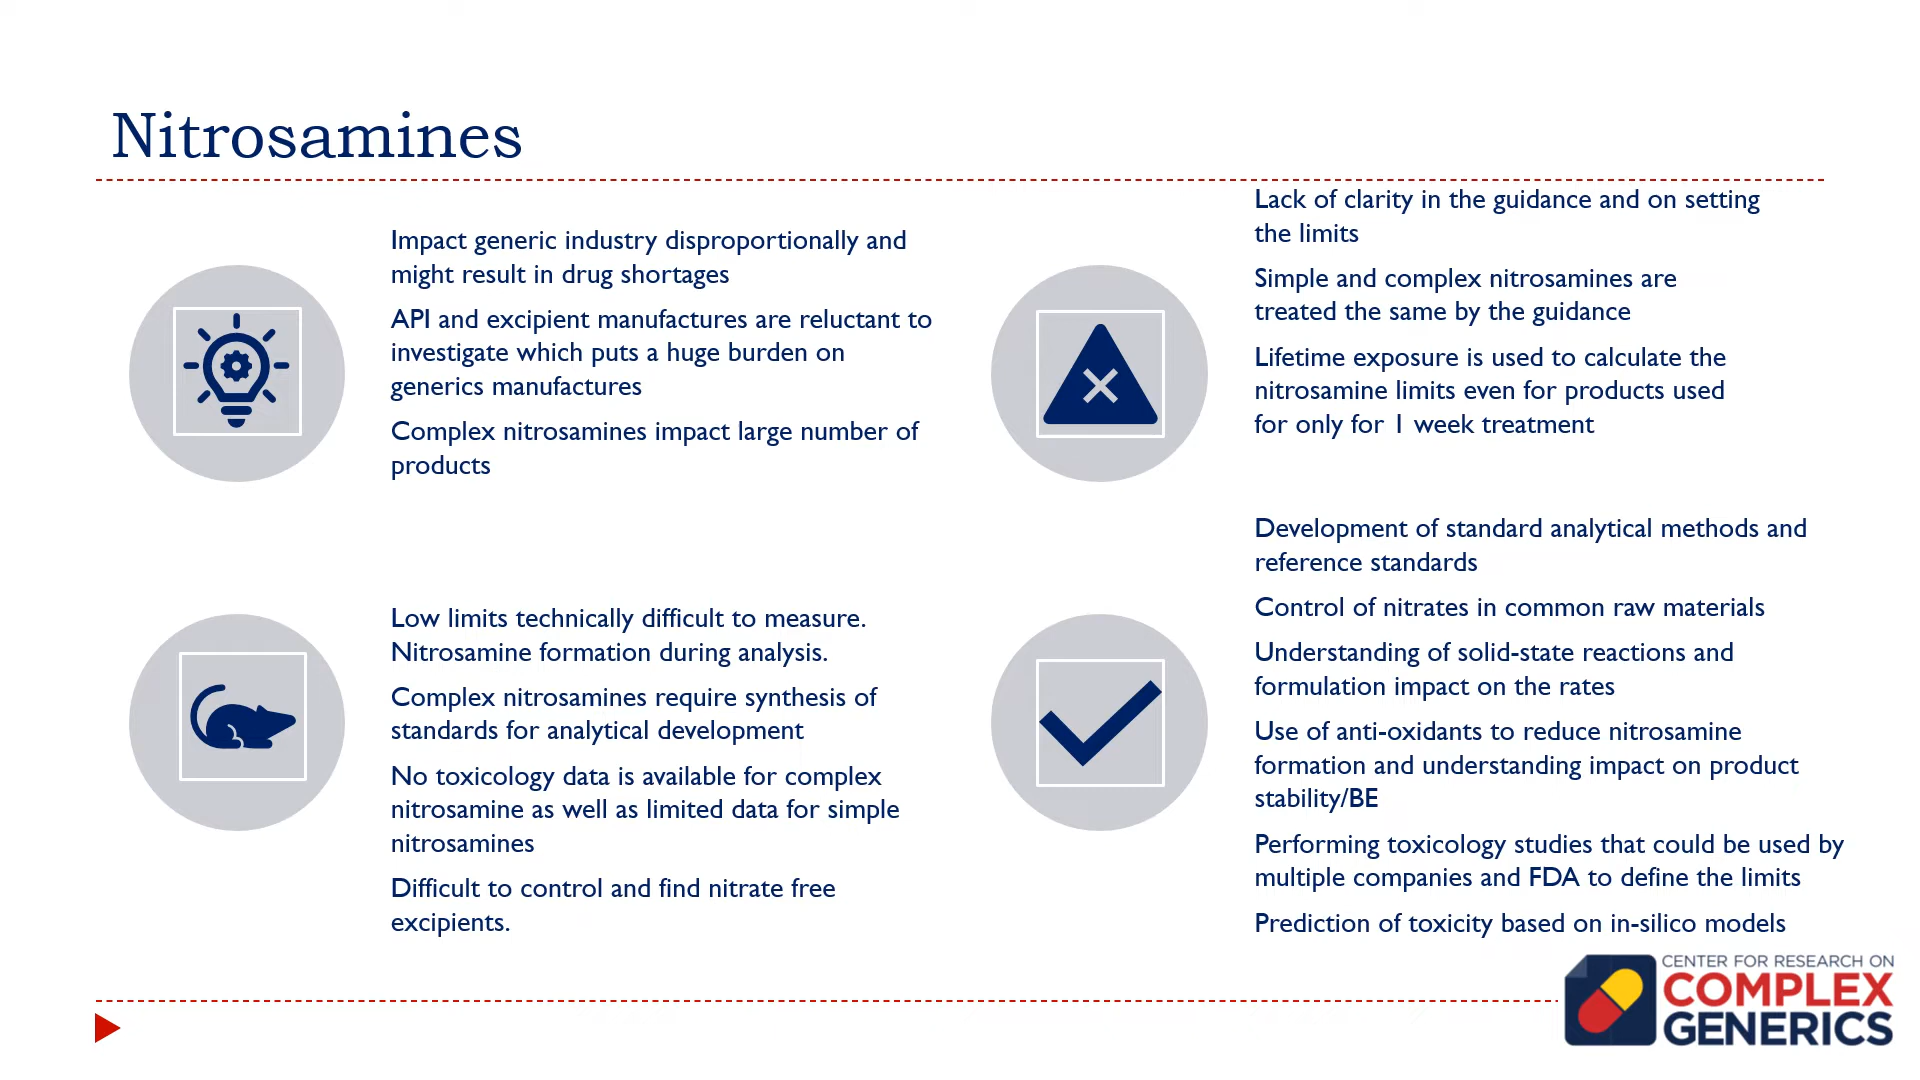 Nitrosamines
Impact generic industry disproportionally and
might result in drug shortages
API and excipient manufactures are reluctant to
investigate which puts a huge burden on
generics manufactures
Complex nitrosamines impact large number of
products
Lack of clarity in the guidance and on setting
the limits
Simple and complex nitrosamines are
treated the same by the guidance
Lifetime exposure is used to calculate the
nitrosamine limits even for products used
for only for 1 week treatment
Low limits technically difficult to measure.
Nitrosamine formation during analysis.
Complex nitrosamines require synthesis of
standards for analytical development
No toxicology data is available for complex
nitrosamine as well as limited data for simple
nitrosamines
Difficult to control and find nitrate free
excipients.
Development of standard analytical methods and
reference standards
Control of nitrates in common raw materials
Understanding of solid-state reactions and
formulation impact on the rates
Use of anti-oxidants to reduce nitrosamine
formation and understanding impact on product
stability/BE
Performing toxicology studies that could be used by
multiple companies and FDA to define the limits
Prediction of toxicity based on in-silico models
CENTER FOR RESEARCH ON
COMPLEX
GENERICS